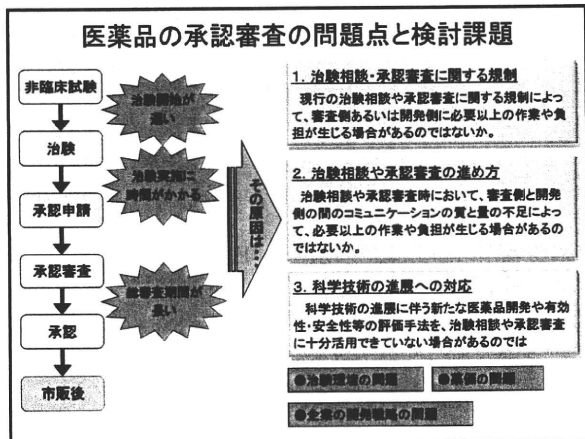 医薬品の承認審査の問題点と検討課題
非臨床試験
治験
承認申請
承認審査
承認
市販後
治験開始が
遅い
治験実施に
時間がかかる
総審査期間が
長い
その原因は…
1. 治験相談・承認審査に関する規制
現行の治験相談や承認審査に関する規制によっ
て、審査側あるいは開発側に必要以上の作業や負
担が生じる場合があるのではないか。
2. 治験相談や承認審査の進め方
治験相談や承認審査時において、審査側と開発
側の間のコミュニケーションの質と量の不足によっ
て、必要以上の作業や負担が生じる場合があるの
ではないか。
3. 科学技術の進展への対応
科学技術の進展に伴う新たな医薬品開発や有効
性・安全性等の評価手法を、治験相談や承認審査
に十分活用できていない場合があるのでは
●治験環境の問題
●薬価の問題
●企業の開発戦略の問題